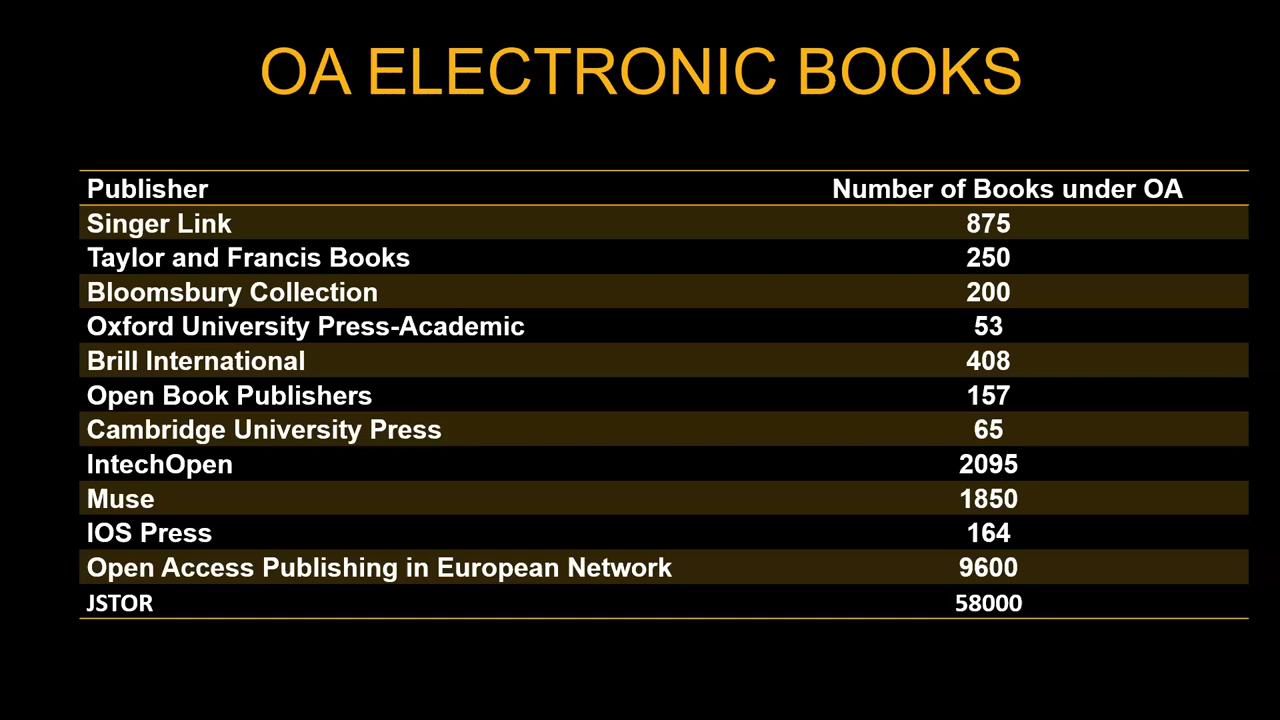 OA ELECTRONIC BOOKS
Publisher Number of Books under OA
Singer Link 875
Taylor and Francis Books 250
Bloomsbury Collection 200
Oxford University Press-Academic 53
Brill International 408
Open Book Publishers 157
Cambridge University Press 65
IntechOpen 2095
Muse 1850
IOS Press 164
Open Access Publishing in European Network 9600
JSTOR 58000